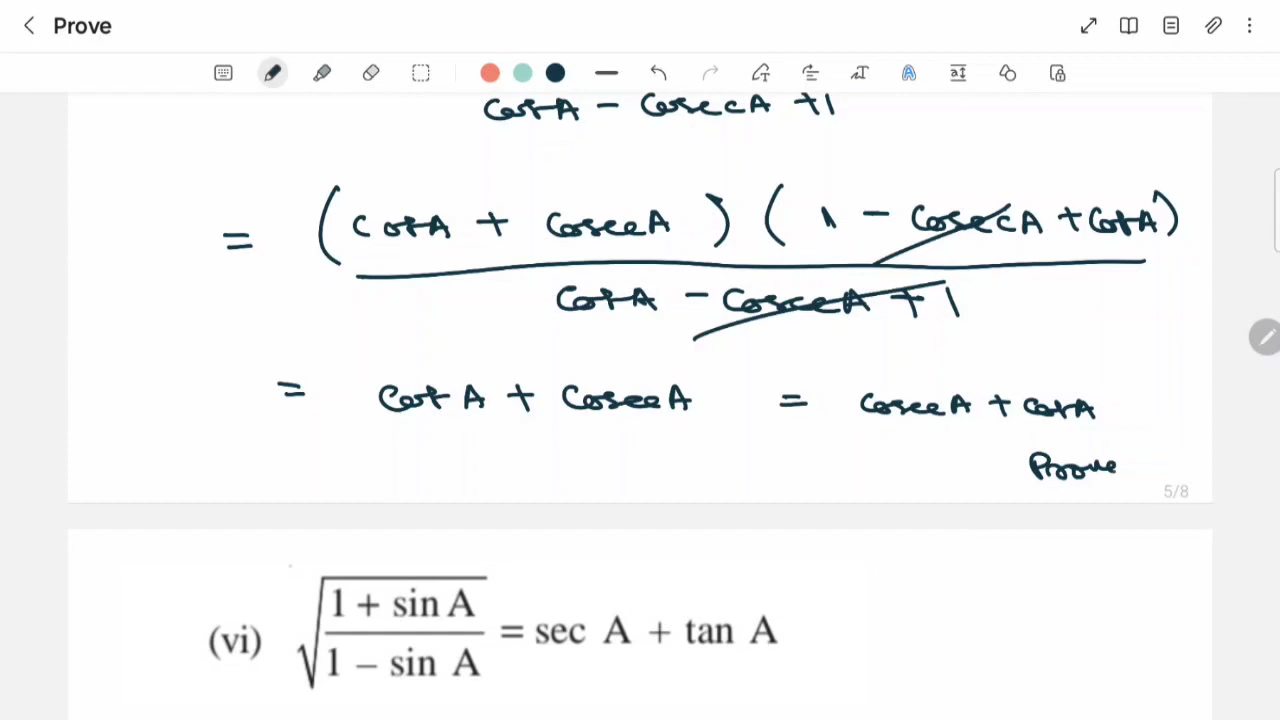 Prove
CotA - CosecA + 1
= (CotA + CosecA) (1 - CosecA + CotA)
CotA - CosecA + 1
= CotA + CosecA = CosecA + CotA
Prove
5/8
(vi) √(1 + sin A / 1 – sin A) = sec A + tan A